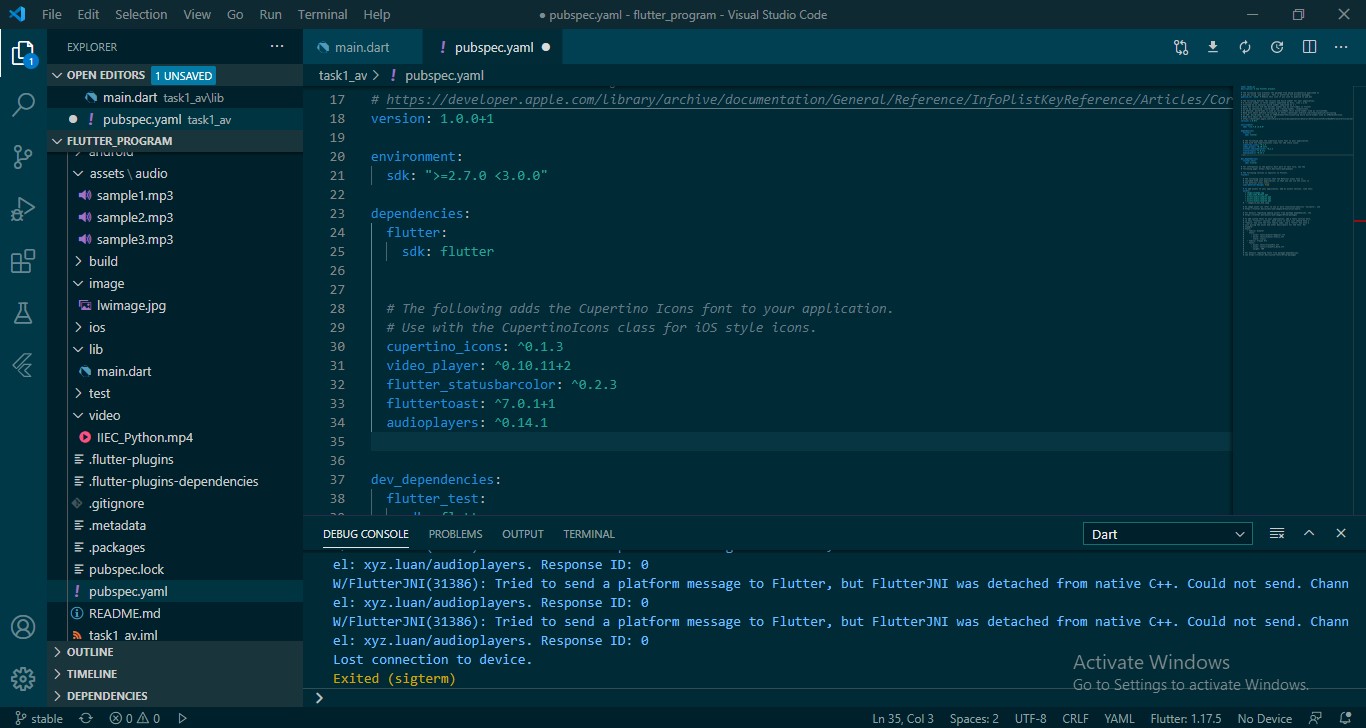 File Edit Selection View Go Run Terminal Help
● pubspec.yaml - flutter_program - Visual Studio Code
EXPLORER
OPEN EDITORS 1 UNSAVED
main.dart task1_av\lib
pubspec.yaml task1_av
FLUTTER_PROGRAM
android
assets \ audio
sample1.mp3
sample2.mp3
sample3.mp3
build
image
lwimage.jpg
ios
lib
main.dart
test
video
IIEC_Python.mp4
.flutter-plugins
.flutter-plugins-dependencies
.gitignore
.metadata
.packages
pubspec.lock
pubspec.yaml
README.md
task1_av.iml
OUTLINE
TIMELINE
DEPENDENCIES
1
main.dart
! pubspec.yaml ●
task1_av > ! pubspec.yaml
17 # https://developer.apple.com/library/archive/documentation/General/Reference/InfoPlistKeyReference/Articles/Cor
18 version: 1.0.0+1
19
20 environment:
21 sdk: ">=2.7.0 <3.0.0"
22
23 dependencies:
24 flutter:
25 sdk: flutter
26
27
28 # The following adds the Cupertino Icons font to your application.
29 # Use with the CupertinoIcons class for iOS style icons.
30 cupertino_icons: ^0.1.3
31 video_player: ^0.10.11+2
32 flutter_statusbarcolor: ^0.2.3
33 fluttertoast: ^7.0.1+1
34 audioplayers: ^0.14.1
35
36
37 dev_dependencies:
38 flutter_test:
DEBUG CONSOLE PROBLEMS OUTPUT TERMINAL
Dart
el: xyz.luan/audioplayers. Response ID: 0
W/FlutterJNI(31386): Tried to send a platform message to Flutter, but FlutterJNI was detached from native C++. Could not send. Chann
el: xyz.luan/audioplayers. Response ID: 0
W/FlutterJNI(31386): Tried to send a platform message to Flutter, but FlutterJNI was detached from native C++. Could not send. Chann
el: xyz.luan/audioplayers. Response ID: 0
Lost connection to device.
Exited (sigterm)
Activate Windows
Go to Settings to activate Windows.
stable 0 0 Ln 35, Col 3 Spaces: 2 UTF-8 CRLF YAML Flutter: 1.17.5 No Device